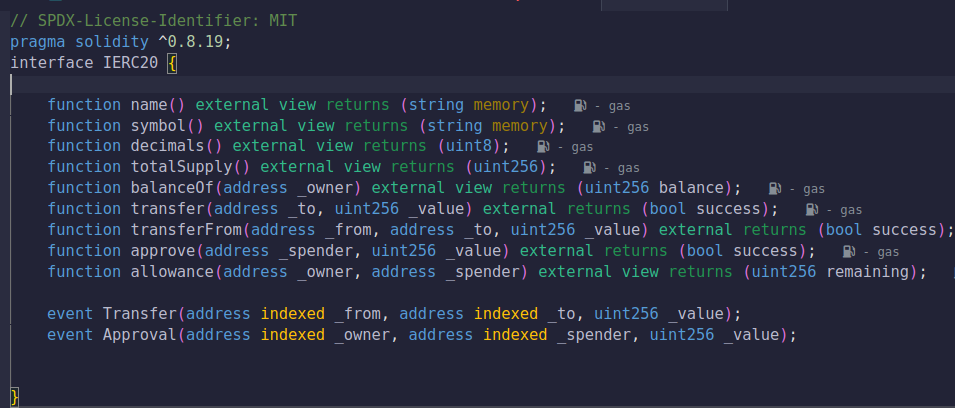 // SPDX-License-Identifier: MIT
pragma solidity ^0.8.19;
interface IERC20 {
function name() external view returns (string memory); - gas
function symbol() external view returns (string memory); - gas
function decimals() external view returns (uint8); - gas
function totalSupply() external view returns (uint256); - gas
function balanceOf(address _owner) external view returns (uint256 balance); - gas
function transfer(address _to, uint256 _value) external returns (bool success); - gas
function transferFrom(address _from, address _to, uint256 _value) external returns (bool success);
function approve(address _spender, uint256 _value) external returns (bool success); - gas
function allowance(address _owner, address _spender) external view returns (uint256 remaining);
event Transfer(address indexed _from, address indexed _to, uint256 _value);
event Approval(address indexed _owner, address indexed _spender, uint256 _value);
}